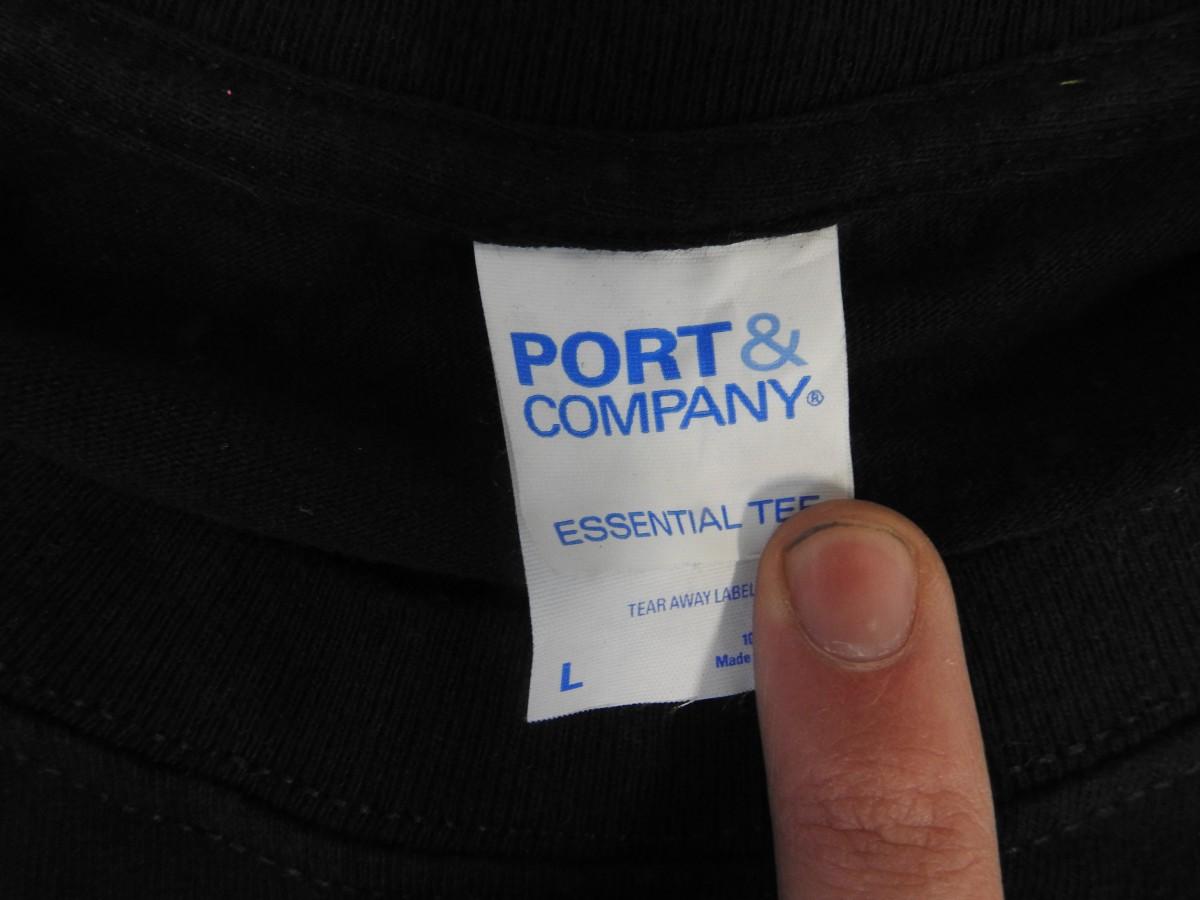 PORT &
COMPANY®
ESSENTIAL TEE
TEAR AWAY LABEL
Made
L